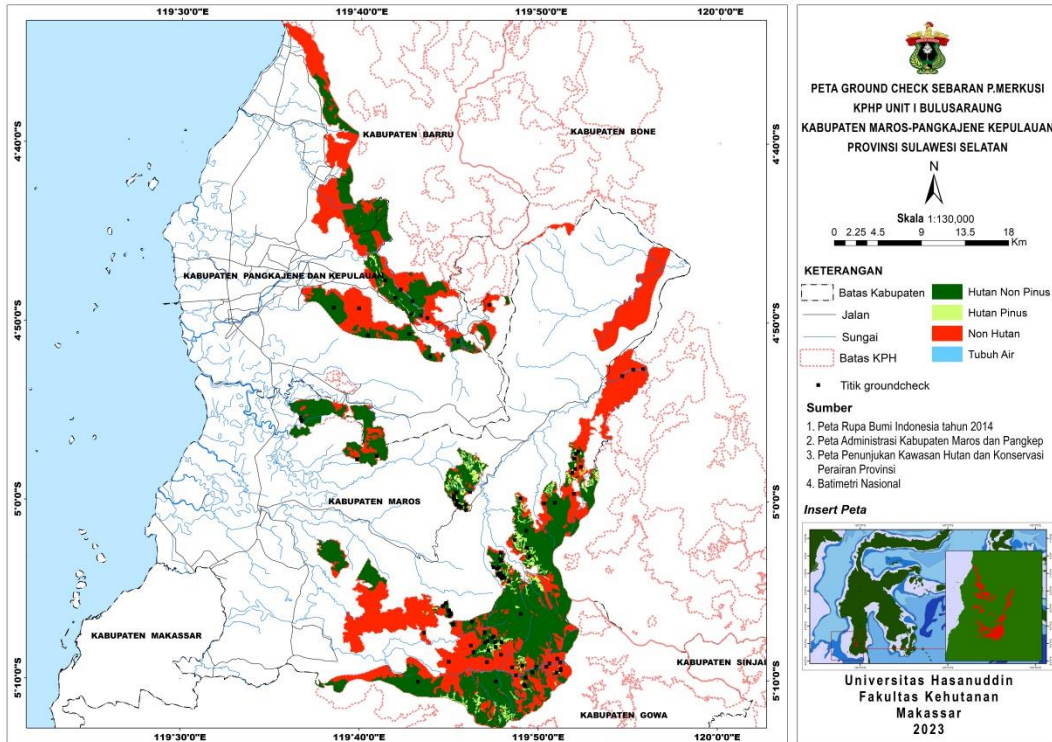 119°30'0"E 119°40'0"E 119°50'0"E 120°0'0"E
4°40'0"S
4°50'0"S
5°0'0"S
5°10'0"S
KABUPATEN BARRU
KABUPATEN BONE
KABUPATEN PANGKAJENE DAN KEPULAUAN
KABUPATEN MAROS
KABUPATEN MAKASSAR
KABUPATEN SINJAI
KABUPATEN GOWA
4°40'0"S
4°50'0"S
5°0'0"S
5°10'0"S
119°30'0"E 119°40'0"E 119°50'0"E 120°0'0"E
PETA GROUND CHECK SEBARAN P.MERKUSI
KPHP UNIT I BULUSARAUNG
KABUPATEN MAROS-PANGKAJENE KEPULAUAN
PROVINSI SULAWESI SELATAN
N
Skala 1:130,000
0 2.25 4.5 9 13.5 18
Km
KETERANGAN
Batas Kabupaten
Jalan
Sungai
Batas KPH
Titik groundcheck
Hutan Non Pinus
Hutan Pinus
Non Hutan
Tubuh Air
Sumber
1. Peta Rupa Bumi Indonesia tahun 2014
2. Peta Administrasi Kabupaten Maros dan Pangkep
3. Peta Penunjukan Kawasan Hutan dan Konservasi
Perairan Provinsi
4. Batimetri Nasional
Insert Peta
Universitas Hasanuddin
Fakultas Kehutanan
Makassar
2023